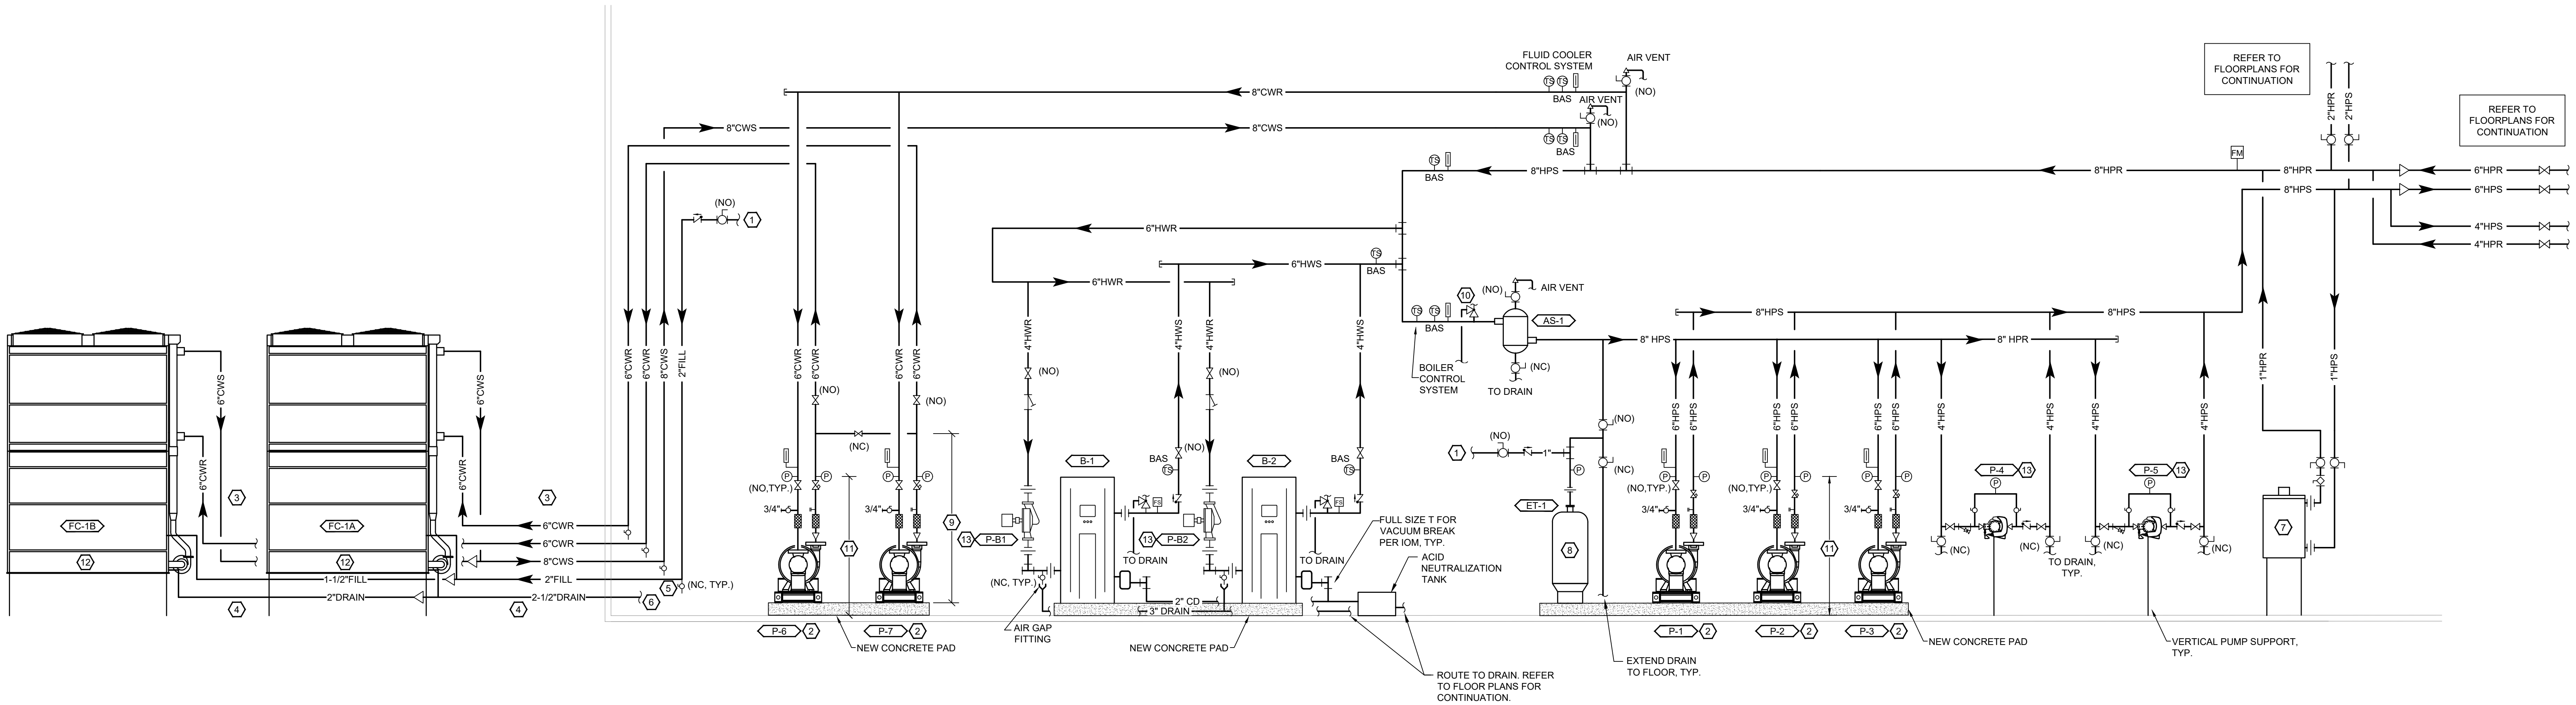 REFER TO
FLOORPLANS FOR
CONTINUATION
REFER TO
FLOORPLANS FOR
CONTINUATION
FLUID COOLER
CONTROL SYSTEM
AIR VENT
TS TS
BAS
(NO)
AIR VENT
(NO)
8"CWR
8"CWS
8"CWS
TS TS
BAS
2"HPR
2"HPS
FM
TS
BAS
8"HPS
8"HPR
8"HPR
6"HPR
8"HPS
6"HPS
4"HPS
4"HPR
(NO)
1
6"HWR
6"HWS
TS
BAS
6"HWR
TS TS
BAS
10
(NO)
AIR VENT
AS-1
(NC)
TO DRAIN
BOILER
CONTROL
SYSTEM
8"HPS
8"HPS
8" HPS
8" HPR
6"CWS
6"CWR
6"CWS
6"CWR
6"CWR
6"CWR
8"CWS
2"FILL
6"CWR
6"CWR
6"CWR
6"CWR
(NO)
(NO)
(NC)
4"HWR
4"HWS
4"HWR
4"HWS
(NO)
(NO)
(NO)
BAS
TS
BAS
TS
1"HPR
1"HPS
6"HPS
6"HPS
6"HPS
6"HPS
6"HPS
6"HPS
4"HPS
4"HPS
4"HPS
4"HPS
(NO)
(NC)
1
(NO)
1"
P
ET-1
8
P P
(NO,TYP.)
3/4"
P P
3/4"
9
11
B-1
B-2
FS
FS
TO DRAIN
TO DRAIN
13
P-B1
13
P-B2
(NC, TYP.)
FULL SIZE T FOR
VACUUM BREAK
PER IOM, TYP.
ACID
NEUTRALIZATION
TANK
2" CD
3" DRAIN
AIR GAP
FITTING
P P
(NO,TYP.)
3/4"
P P
3/4"
P P
3/4"
11
P-4
13
P
P-5
13
P
(NC)
(NC)
(NC)
(NC)
TO DRAIN,
TYP.
7
3
3
FC-1B
12
FC-1A
12
6"CWR
6"CWR
8"CWS
1-1/2"FILL
2"FILL
5
(NC, TYP.)
2"DRAIN
2-1/2"DRAIN
6
4
4
P-6
2
P-7
2
NEW CONCRETE PAD
NEW CONCRETE PAD
ROUTE TO DRAIN. REFER
TO FLOOR PLANS FOR
CONTINUATION.
EXTEND DRAIN
TO FLOOR, TYP.
P-1
2
P-2
2
P-3
2
NEW CONCRETE PAD
VERTICAL PUMP SUPPORT,
TYP.